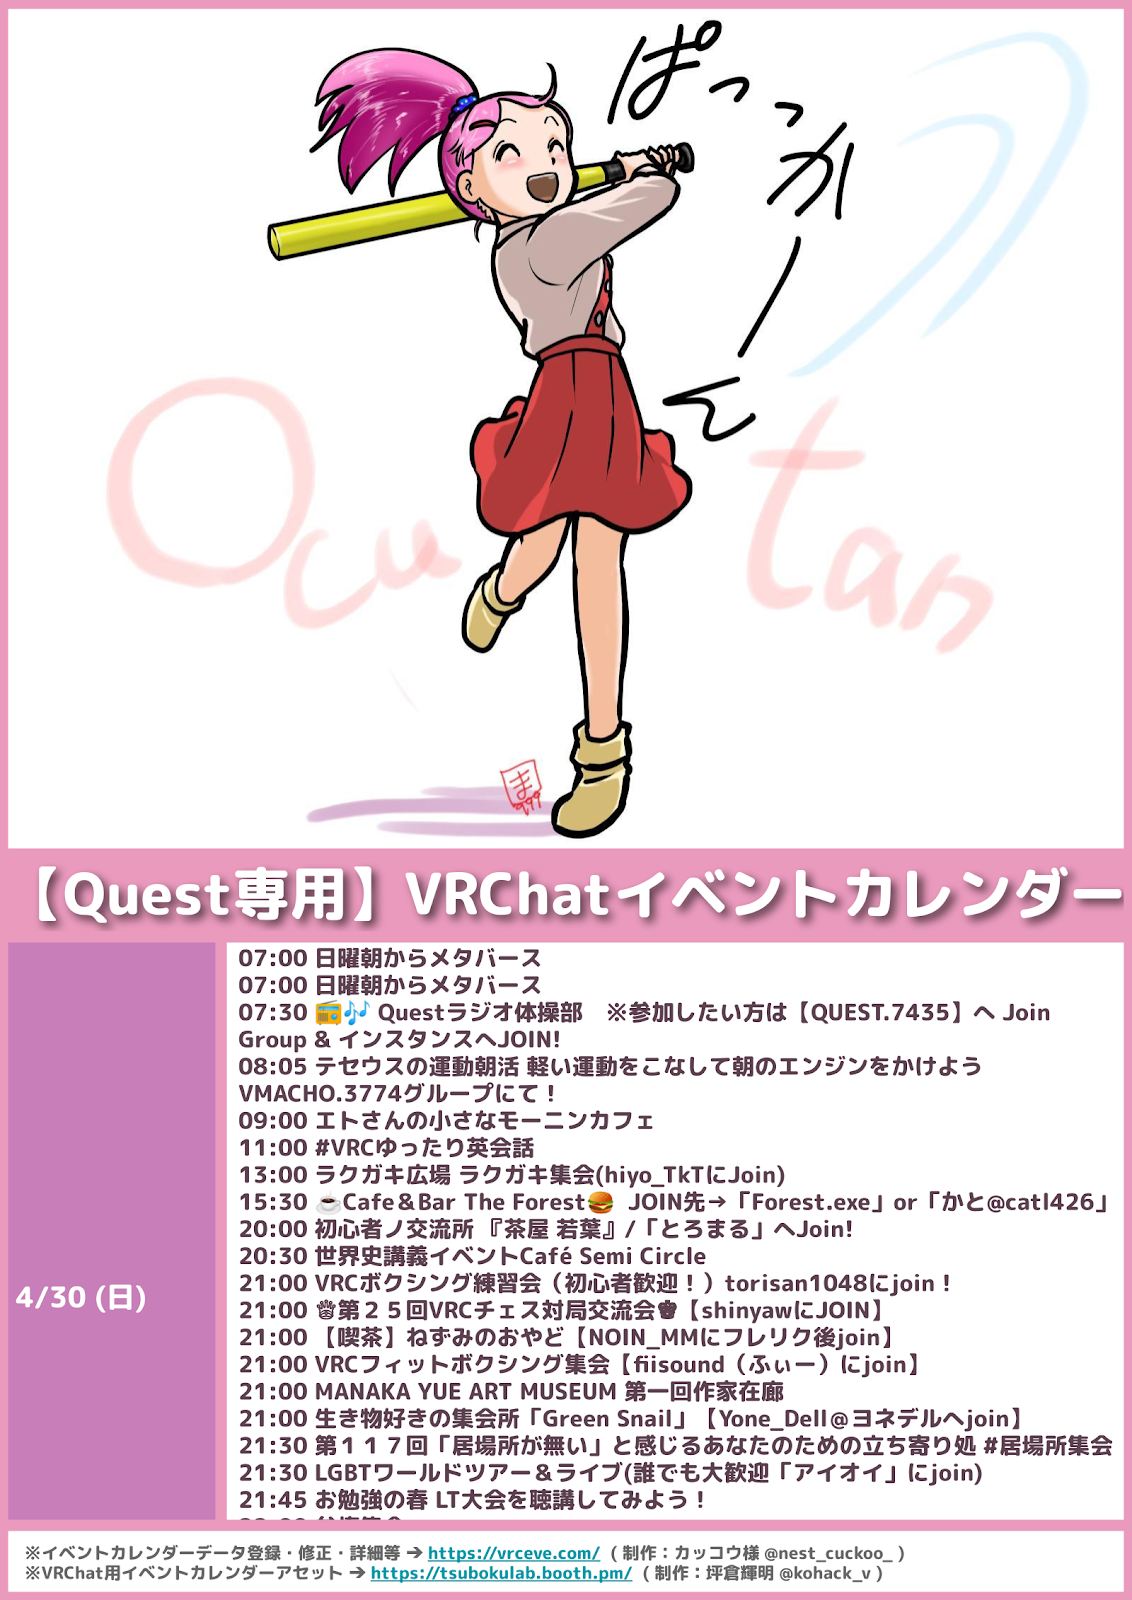 ぱっっかーん
Ocu tan
ま
999
【Quest専用】VRChatイベントカレンダー
4/30 (日)
07:00 日曜朝からメタバース
07:00 日曜朝からメタバース
07:30 📻🎶 Questラジオ体操部　※参加したい方は【QUEST.7435】へ Join
Group & インスタンスへJOIN!
08:05 テセウスの運動朝活 軽い運動をこなして朝のエンジンをかけよう
VMACHO.3774グループにて！
09:00 エトさんの小さなモーニンカフェ
11:00 #VRCゆったり英会話
13:00 ラクガキ広場 ラクガキ集会(hiyo_TkTにJoin)
15:30 ☕Cafe＆Bar The Forest🍔 JOIN先→「Forest.exe」or「かと@catl426」
20:00 初心者ノ交流所 『茶屋 若葉』/「とろまる」へJoin!
20:30 世界史講義イベントCafé Semi Circle
21:00 VRCボクシング練習会（初心者歓迎！）torisan1048にjoin！
21:00 ♕第２５回VRCチェス対局交流会♚【shinyawにJOIN】
21:00 【喫茶】ねずみのおやど【NOIN_MMにフレリク後join】
21:00 VRCフィットボクシング集会【fiisound（ふぃー）にjoin】
21:00 MANAKA YUE ART MUSEUM 第一回作家在廊
21:00 生き物好きの集会所「Green Snail」【Yone_Dell＠ヨネデルへjoin】
21:30 第１１７回「居場所が無い」と感じるあなたのための立ち寄り処 #居場所集会
21:30 LGBTワールドツアー＆ライブ(誰でも大歓迎「アイオイ」にjoin)
21:45 お勉強の春 LT大会を聴講してみよう！
※イベントカレンダーデータ登録・修正・詳細等 ➔ https://vrceve.com/ ( 制作：カッコウ様 @nest_cuckoo_ )
※VRChat用イベントカレンダーアセット ➔ https://tsubokulab.booth.pm/ ( 制作：坪倉輝明 @kohack_v )